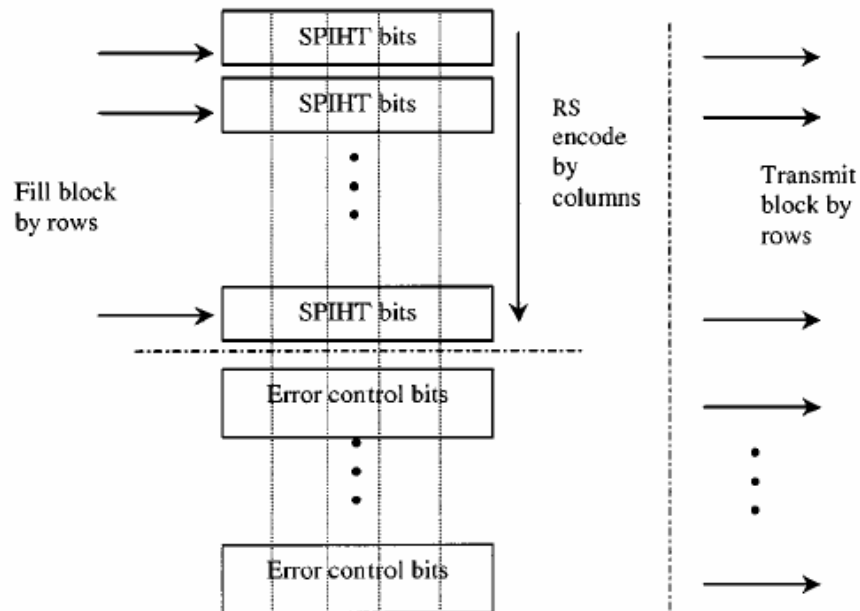 SPIHT bits
SPIHT bits
RS
encode
by
columns
Fill block
by rows
Transmit
block by
rows
SPIHT bits
Error control bits
Error control bits